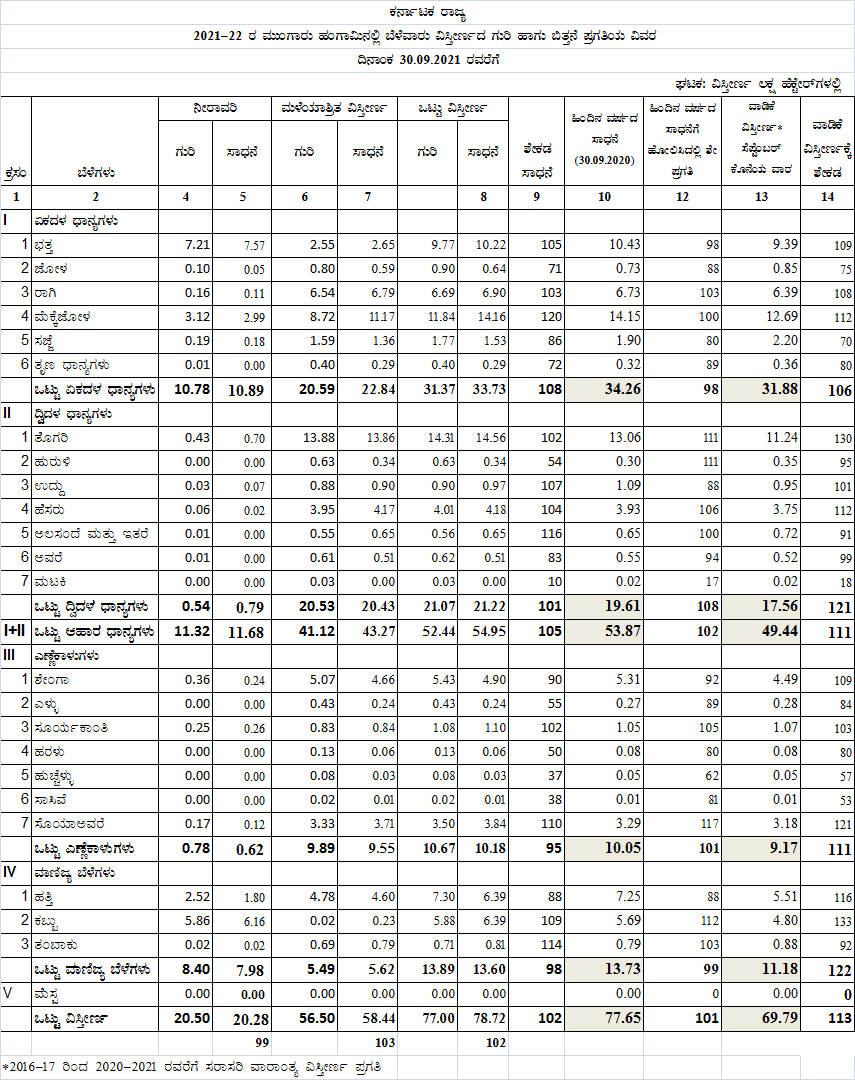 ಕರ್ನಾಟಕ ರಾಜ್ಯ
2021–22 ರ ಮುಂಗಾರು ಹಂಗಾಮಿನಲ್ಲಿ ಬೆಳೆವಾರು ವಿಸ್ತೀರ್ಣದ ಗುರಿ ಹಾಗು ಬಿತ್ತನೆ ಪ್ರಗತಿಯ ವಿವರ
ದಿನಾಂಕ 30.09.2021 ರವರೆಗೆ
ಘಟಕ: ವಿಸ್ತೀರ್ಣ ಲಕ್ಷ ಹೆಕ್ಟೇರ್‌ಗಳಲ್ಲಿ
ಕ್ರಸಂ ಬೆಳೆಗಳು ನೀರಾವರಿ ಮಳೆಯಾಶ್ರಿತ ವಿಸ್ತೀರ್ಣ ಒಟ್ಟು ವಿಸ್ತೀರ್ಣ ಶೇಕಡ ಸಾಧನೆ ಹಿಂದಿನ ವರ್ಷದ ಸಾಧನೆ (30.09.2020) ಹಿಂದಿನ ವರ್ಷದ ಸಾಧನೆಗೆ ಹೋಲಿಸಿದಲ್ಲಿ ಶೇ ಪ್ರಗತಿ ವಾಡಿಕೆ ವಿಸ್ತೀರ್ಣ* ಸೆಪ್ಟೆಂಬರ್ ಕೊನೆಯ ವಾರ ವಾಡಿಕೆ ವಿಸ್ತೀರ್ಣಕ್ಕೆ ಶೇಕಡ
ಗುರಿ ಸಾಧನೆ ಗುರಿ ಸಾಧನೆ ಗುರಿ ಸಾಧನೆ
1 2 4 5 6 7 8 9 10 12 13 14
I ಏಕದಳ ಧಾನ್ಯಗಳು
1 ಭತ್ತ 7.21 7.57 2.55 2.65 9.77 10.22 105 10.43 98 9.39 109
2 ಜೋಳ 0.10 0.05 0.80 0.59 0.90 0.64 71 0.73 88 0.85 75
3 ರಾಗಿ 0.16 0.11 6.54 6.79 6.69 6.90 103 6.73 103 6.39 108
4 ಮೆಕ್ಕೆಜೋಳ 3.12 2.99 8.72 11.17 11.84 14.16 120 14.15 100 12.69 112
5 ಸಜ್ಜೆ 0.19 0.18 1.59 1.36 1.77 1.53 86 1.90 80 2.20 70
6 ತೃಣ ಧಾನ್ಯಗಳು 0.01 0.00 0.40 0.29 0.40 0.29 72 0.32 89 0.36 80
ಒಟ್ಟು ಏಕದಳ ಧಾನ್ಯಗಳು 10.78 10.89 20.59 22.84 31.37 33.73 108 34.26 98 31.88 106
II ದ್ವಿದಳ ಧಾನ್ಯಗಳು
1 ತೊಗರಿ 0.43 0.70 13.88 13.86 14.31 14.56 102 13.06 111 11.24 130
2 ಹುರುಳಿ 0.00 0.00 0.63 0.34 0.63 0.34 54 0.30 111 0.35 95
3 ಉದ್ದು 0.03 0.07 0.88 0.90 0.90 0.97 107 1.09 88 0.95 101
4 ಹೆಸರು 0.06 0.02 3.95 4.17 4.01 4.18 104 3.93 106 3.75 112
5 ಅಲಸಂದೆ ಮತ್ತು ಇತರೆ 0.01 0.00 0.55 0.65 0.56 0.65 116 0.65 100 0.72 91
6 ಅವರೆ 0.01 0.00 0.61 0.51 0.62 0.51 83 0.55 94 0.52 99
7 ಮಟಕಿ 0.00 0.00 0.03 0.00 0.03 0.00 10 0.02 17 0.02 18
ಒಟ್ಟು ದ್ವಿದಳ ಧಾನ್ಯಗಳು 0.54 0.79 20.53 20.43 21.07 21.22 101 19.61 108 17.56 121
I+II ಒಟ್ಟು ಆಹಾರ ಧಾನ್ಯಗಳು 11.32 11.68 41.12 43.27 52.44 54.95 105 53.87 102 49.44 111
III ಎಣ್ಣೆಕಾಳುಗಳು
1 ಶೇಂಗಾ 0.36 0.24 5.07 4.66 5.43 4.90 90 5.31 92 4.49 109
2 ಎಳ್ಳು 0.00 0.00 0.43 0.24 0.43 0.24 55 0.27 89 0.28 84
3 ಸೂರ್ಯಕಾಂತಿ 0.25 0.26 0.83 0.84 1.08 1.10 102 1.05 105 1.07 103
4 ಹರಳು 0.00 0.00 0.13 0.06 0.13 0.06 50 0.08 80 0.08 80
5 ಹುಚ್ಚೆಳ್ಳು 0.00 0.00 0.08 0.03 0.08 0.03 37 0.05 62 0.05 57
6 ಸಾಸಿವೆ 0.00 0.00 0.02 0.01 0.02 0.01 38 0.01 81 0.01 53
7 ಸೊಯಾಅವರೆ 0.17 0.12 3.33 3.71 3.50 3.84 110 3.29 117 3.18 121
ಒಟ್ಟು ಎಣ್ಣೆಕಾಳುಗಳು 0.78 0.62 9.89 9.55 10.67 10.18 95 10.05 101 9.17 111
IV ವಾಣಿಜ್ಯ ಬೆಳೆಗಳು
1 ಹತ್ತಿ 2.52 1.80 4.78 4.60 7.30 6.39 88 7.25 88 5.51 116
2 ಕಬ್ಬು 5.86 6.16 0.02 0.23 5.88 6.39 109 5.69 112 4.80 133
3 ತಂಬಾಕು 0.02 0.02 0.69 0.79 0.71 0.81 114 0.79 103 0.88 92
ಒಟ್ಟು ವಾಣಿಜ್ಯ ಬೆಳೆಗಳು 8.40 7.98 5.49 5.62 13.89 13.60 98 13.73 99 11.18 122
V ಮೆಸ್ಟ 0.00 0.00 0.00 0.00 0.00 0.00 0.00 0 0.00 0
ಒಟ್ಟು ವಿಸ್ತೀರ್ಣ 20.50 20.28 56.50 58.44 77.00 78.72 102 77.65 101 69.79 113
99 103 102
*2016–17 ರಿಂದ 2020–2021 ರವರೆಗೆ ಸರಾಸರಿ ವಾರಾಂತ್ಯ ವಿಸ್ತೀರ್ಣ ಪ್ರಗತಿ